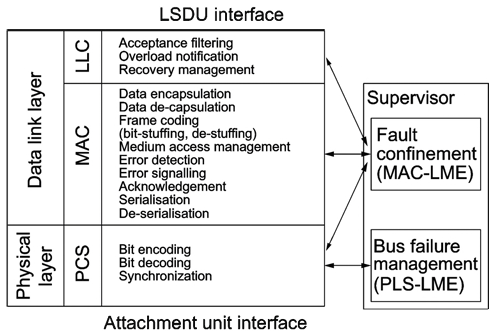 LSDU interface
Data link layer
LLC
Acceptance filtering
Overload notification
Recovery management
MAC
Data encapsulation
Data de-capsulation
Frame coding
(bit-stuffing, de-stuffing)
Medium access management
Error detection
Error signalling
Acknowledgement
Serialisation
De-serialisation
Physical
layer
PCS
Bit encoding
Bit decoding
Synchronization
Attachment unit interface
Supervisor
Fault
confinement
(MAC-LME)
Bus failure
management
(PLS-LME)